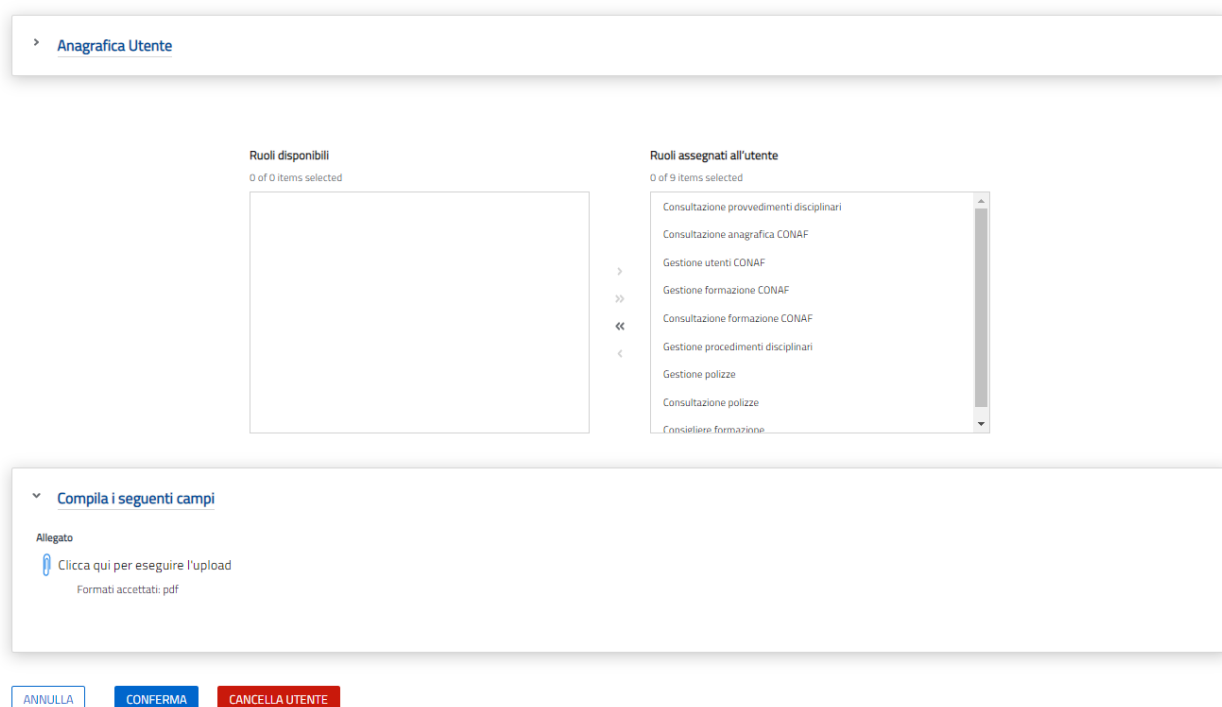 Anagrafica Utente
Ruoli disponibili
0 of 0 items selected
Ruoli assegnati all'utente
0 of 9 items selected
Consultazione provvedimenti disciplinari
Consultazione anagrafica CONAF
Gestione utenti CONAF
Gestione formazione CONAF
Consultazione formazione CONAF
Gestione procedimenti disciplinari
Gestione polizze
Consultazione polizze
Consigliere formazione
Compila i seguenti campi
Allegato
Clicca qui per eseguire l'upload
Formati accettati: pdf
ANNULLA CONFERMA CANCELLA UTENTE